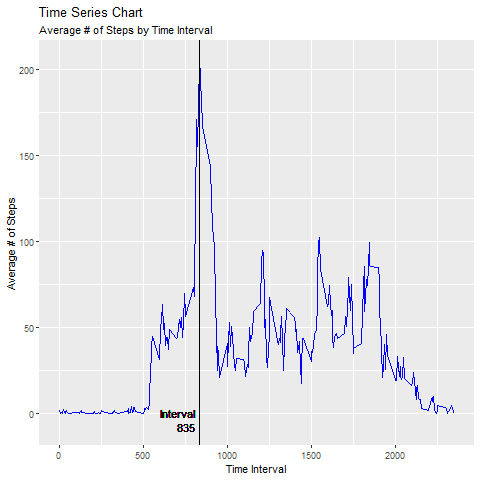 Time Series Chart
Average # of Steps by Time Interval
Average # of Steps
200
150
100
50
0
Interval
835
0
500
1000
1500
2000
Time Interval